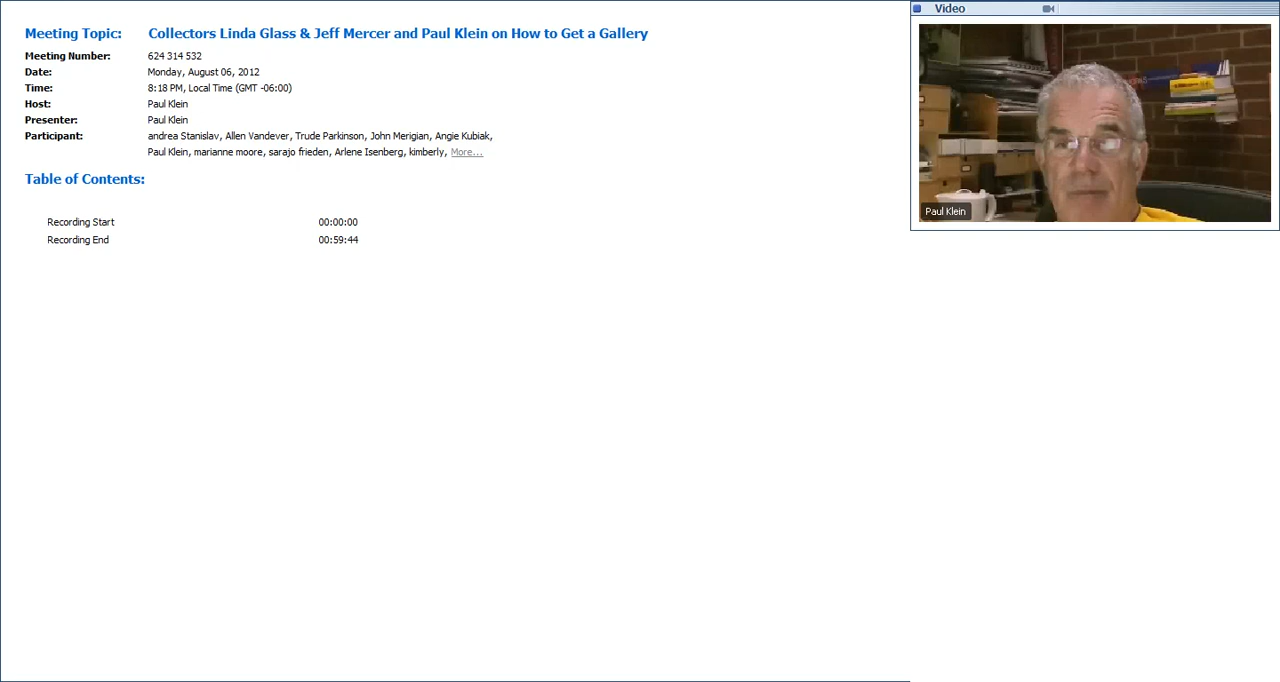 Meeting Topic: Collectors Linda Glass & Jeff Mercer and Paul Klein on How to Get a Gallery
Meeting Number: 624 314 532
Date: Monday, August 06, 2012
Time: 8:18 PM, Local Time (GMT -06:00)
Host: Paul Klein
Presenter: Paul Klein
Participant: andrea Stanislav, Allen Vandever, Trude Parkinson, John Merigian, Angie Kubiak,
Paul Klein, marianne moore, sarajo frieden, Arlene Isenberg, kimberly, More...
Table of Contents:
Recording Start 00:00:00
Recording End 00:59:44
Video
Paul Klein